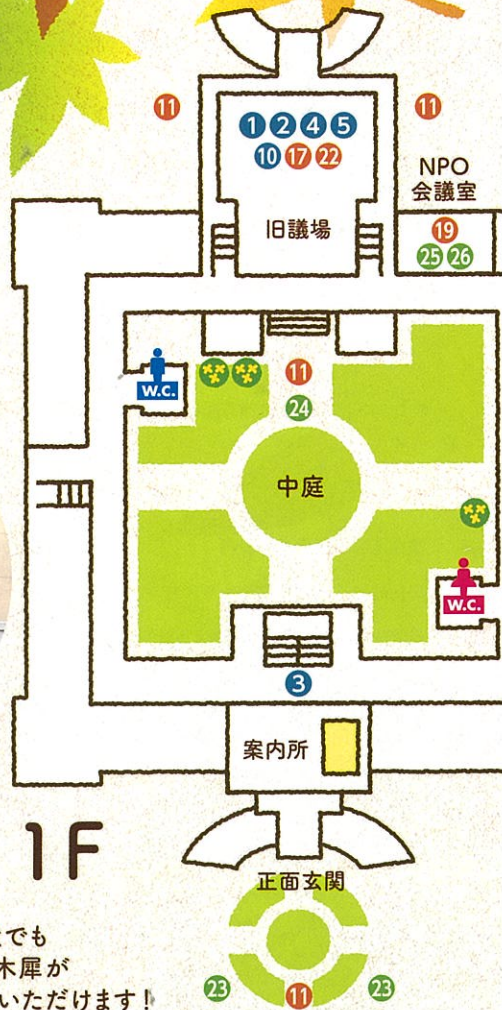 11
11
1 2 4 5
10 17 22
NPO
会議室
旧議場
19
25 26
W.C.
11
24
中庭
W.C.
3
案内所
1F
正面玄関
でも
木犀が
いただけます!
23
11
23